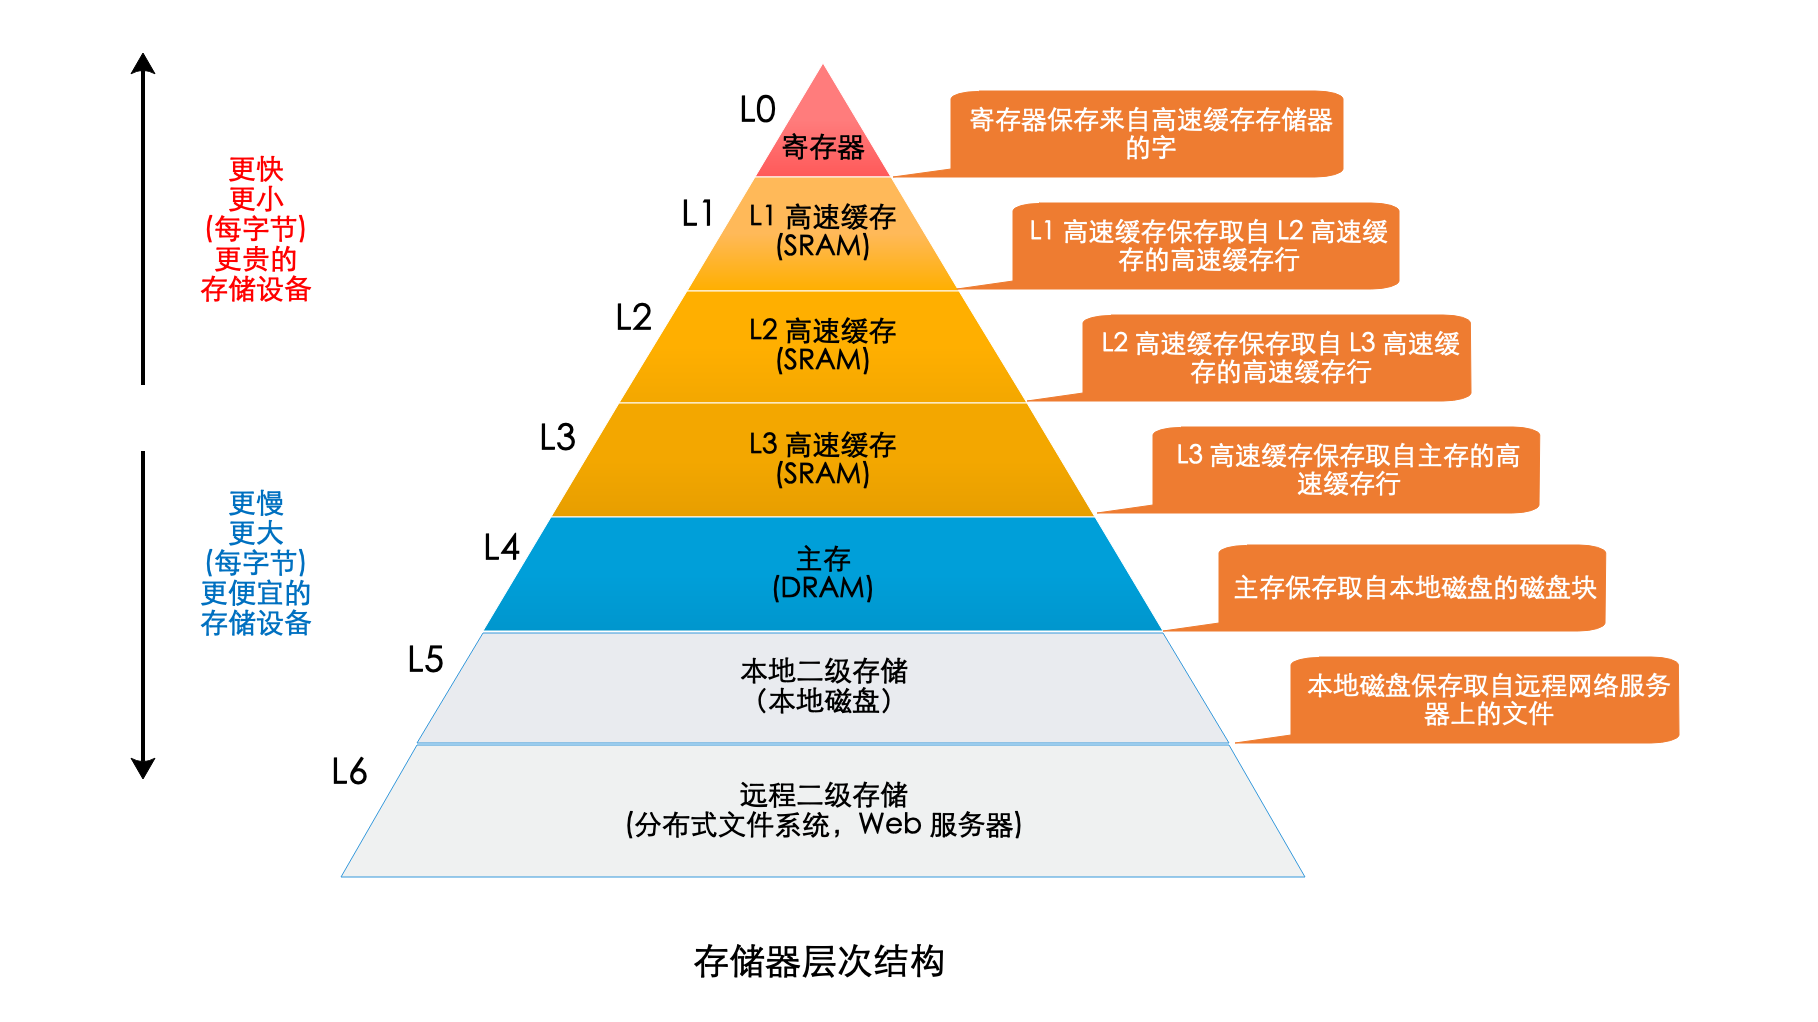 更快
更小
(每字节)
更贵的
存储设备
更慢
更大
(每字节)
更便宜的
存储设备
L0
寄存器
寄存器保存来自高速缓存存储器
的字
L1
L1 高速缓存
(SRAM)
L1 高速缓存保存取自 L2 高速缓
存的高速缓存行
L2
L2 高速缓存
(SRAM)
L2 高速缓存保存取自 L3 高速缓
存的高速缓存行
L3
L3 高速缓存
(SRAM)
L3 高速缓存保存取自主存的高
速缓存行
L4
主存
(DRAM)
主存保存取自本地磁盘的磁盘块
L5
本地二级存储
（本地磁盘）
本地磁盘保存取自远程网络服务
器上的文件
L6
远程二级存储
(分布式文件系统，Web 服务器)
存储器层次结构